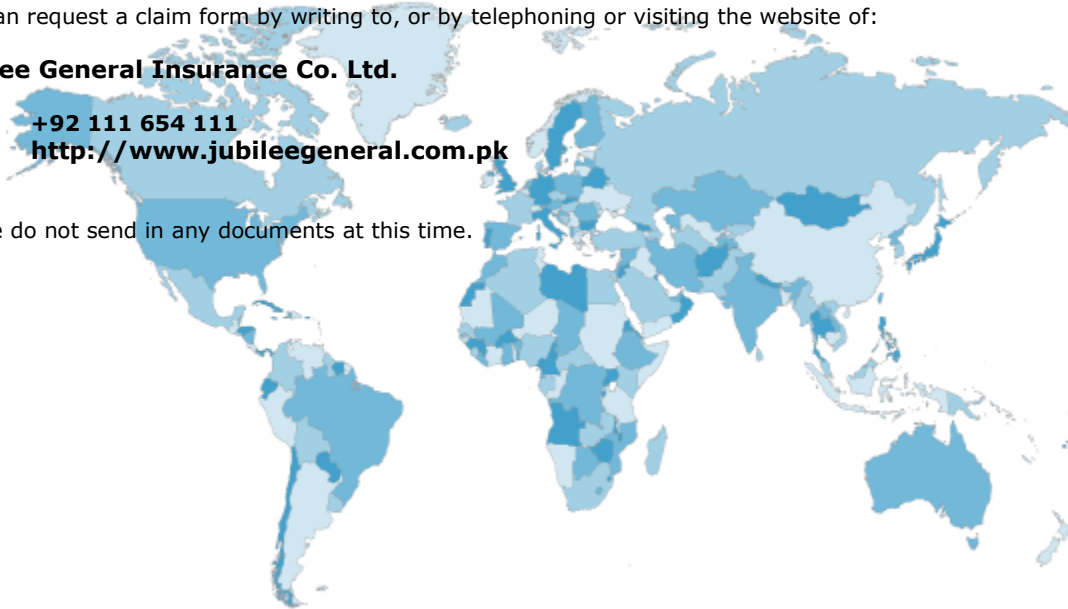 an request a claim form by writing to, or by telephoning or visiting the website of:
ee General Insurance Co. Ltd.
+92 111 654 111
http://www.jubileegeneral.com.pk
e do not send in any documents at this time.